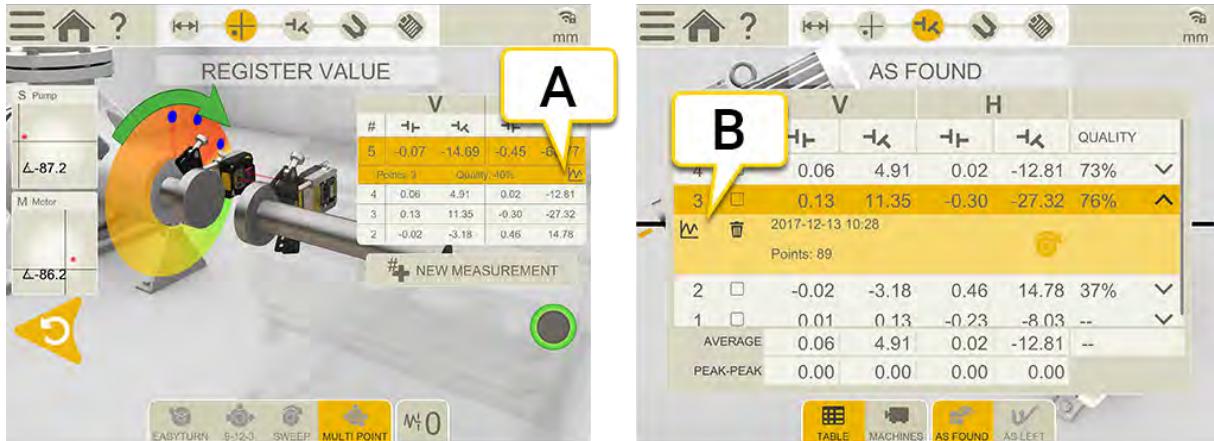 ? mm
REGISTER VALUE
A
S Pump
V
#
5 -0.07 -14.69 -0.45
∡-87.2
Points: 3 Quality: 40%
4 0.06 4.91 0.02 -12.81
3 0.13 11.35 -0.30 -27.32
2 -0.02 -3.18 0.46 14.78
M Motor
NEW MEASUREMENT
∡-86.2
EASYTURN 9-12-3 SWEEP MULTI POINT 0
? mm
AS FOUND
B
V H
QUALITY
4 0.06 4.91 0.02 -12.81 73%
3 0.13 11.35 -0.30 -27.32 76%
2017-12-13 10:28
Points: 89
2 -0.02 -3.18 0.46 14.78 37%
1 0.01 0.13 -0.23 -8.03 --
AVERAGE 0.06 4.91 0.02 -12.81 --
PEAK-PEAK 0.00 0.00 0.00 0.00
TABLE MACHINES AS FOUND AS LEFT